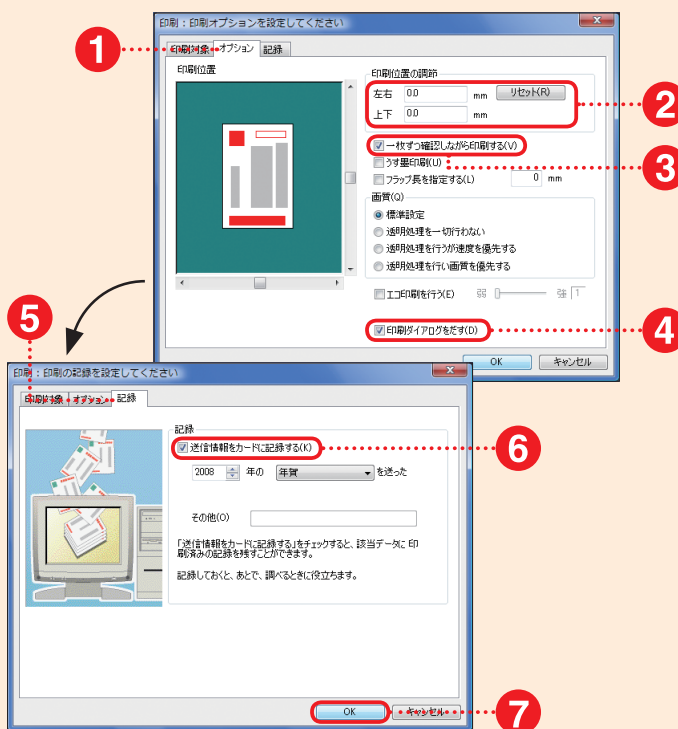 印刷：印刷オプションを設定してください
1
印刷対象 オプション 記録
印刷位置
印刷位置の調節
左右 0.0 mm リセット(R)
2
上下 0.0 mm
一枚ずつ確認しながら印刷する(V)
うす墨印刷(U)
3
フラップ長を指定する(L) 0 mm
画質(Q)
標準設定
透明処理を一切行わない
透明処理を行うが速度を優先する
透明処理を行い画質を優先する
エコ印刷を行う(E) 弱 強 1
印刷ダイアログをだす(D)
4
OK キャンセル
5
印刷：印刷の記録を設定してください
印刷対象 オプション 記録
記録
送信情報をカードに記録する(K)
6
2008 年の 年賀 を送った
その他(O)
「送信情報をカードに記録する」をチェックすると、該当データに 印
刷済みの記録を残すことができます。
記録しておくと、あとで、調べるときに役立ちます。
OK キャンセル
7